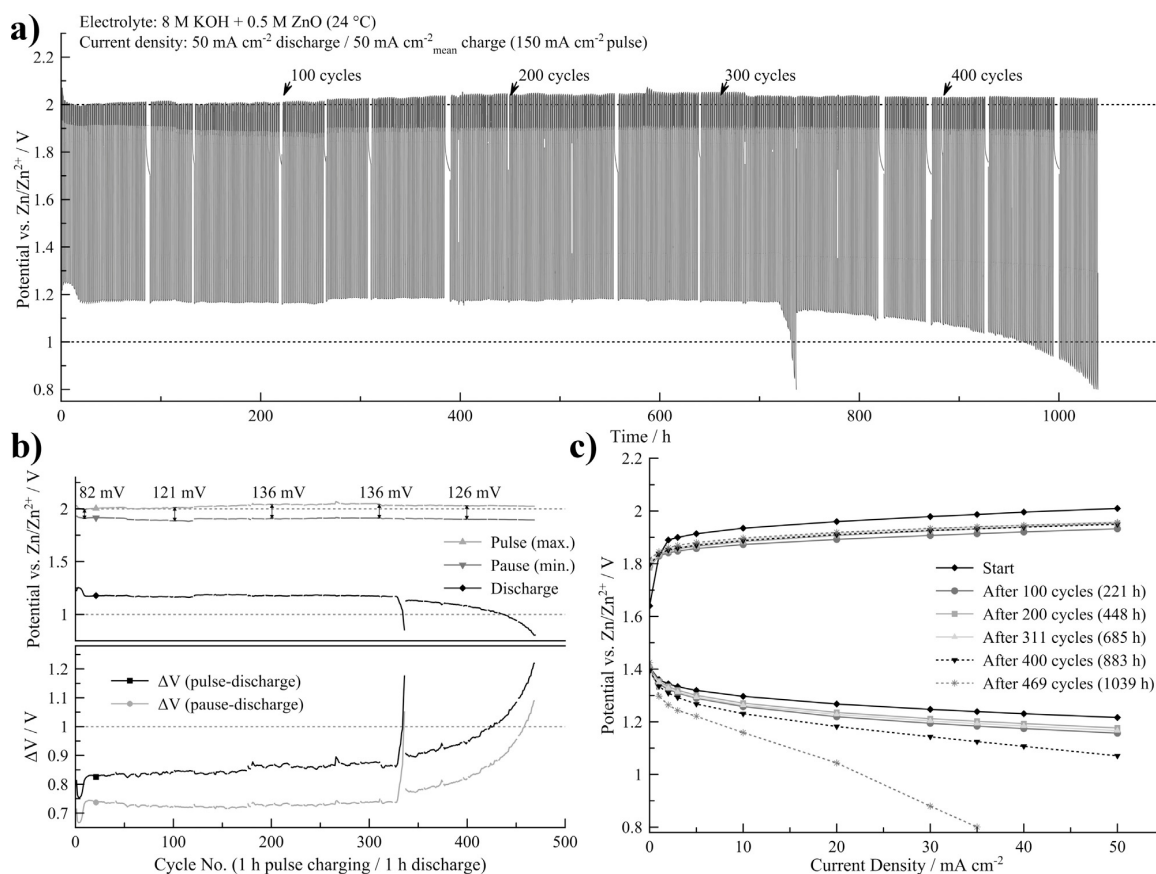 a)
Electrolyte: 8 M KOH + 0.5 M ZnO (24 °C)
Current density: 50 mA cm⁻² discharge / 50 mA cm⁻²mean charge (150 mA cm⁻² pulse)
100 cycles
200 cycles
300 cycles
400 cycles
Potential vs. Zn/Zn²⁺ / V
2.2
2
1.8
1.6
1.4
1.2
1
0.8
0
200
400
600
800
1000
Time / h
b)
82 mV
121 mV
136 mV
136 mV
126 mV
Potential vs. Zn/Zn²⁺ / V
2
1.5
1
Pulse (max.)
Pause (min.)
Discharge
ΔV / V
1.2
1.1
1
0.9
0.8
0.7
ΔV (pulse-discharge)
ΔV (pause-discharge)
0
100
200
300
400
500
Cycle No. (1 h pulse charging / 1 h discharge)
c)
Potential vs. Zn/Zn²⁺ / V
2.2
2
1.8
1.6
1.4
1.2
1
0.8
Start
After 100 cycles (221 h)
After 200 cycles (448 h)
After 311 cycles (685 h)
After 400 cycles (883 h)
After 469 cycles (1039 h)
0
10
20
30
40
50
Current Density / mA cm⁻²